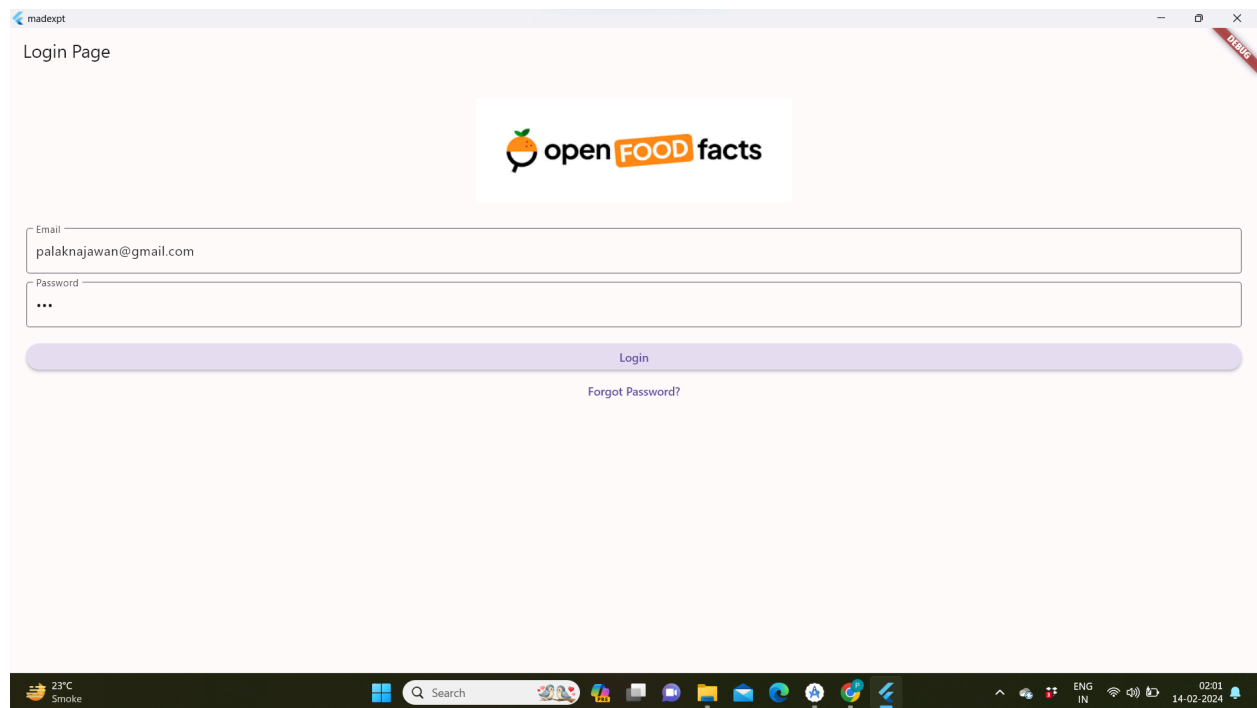 madexpt
Login Page
DEBUG
open FOOD facts
Email
palaknajawan@gmail.com
Password
•••
Login
Forgot Password?
23°C
Smoke
Search
ENG
IN
02:01
14-02-2024